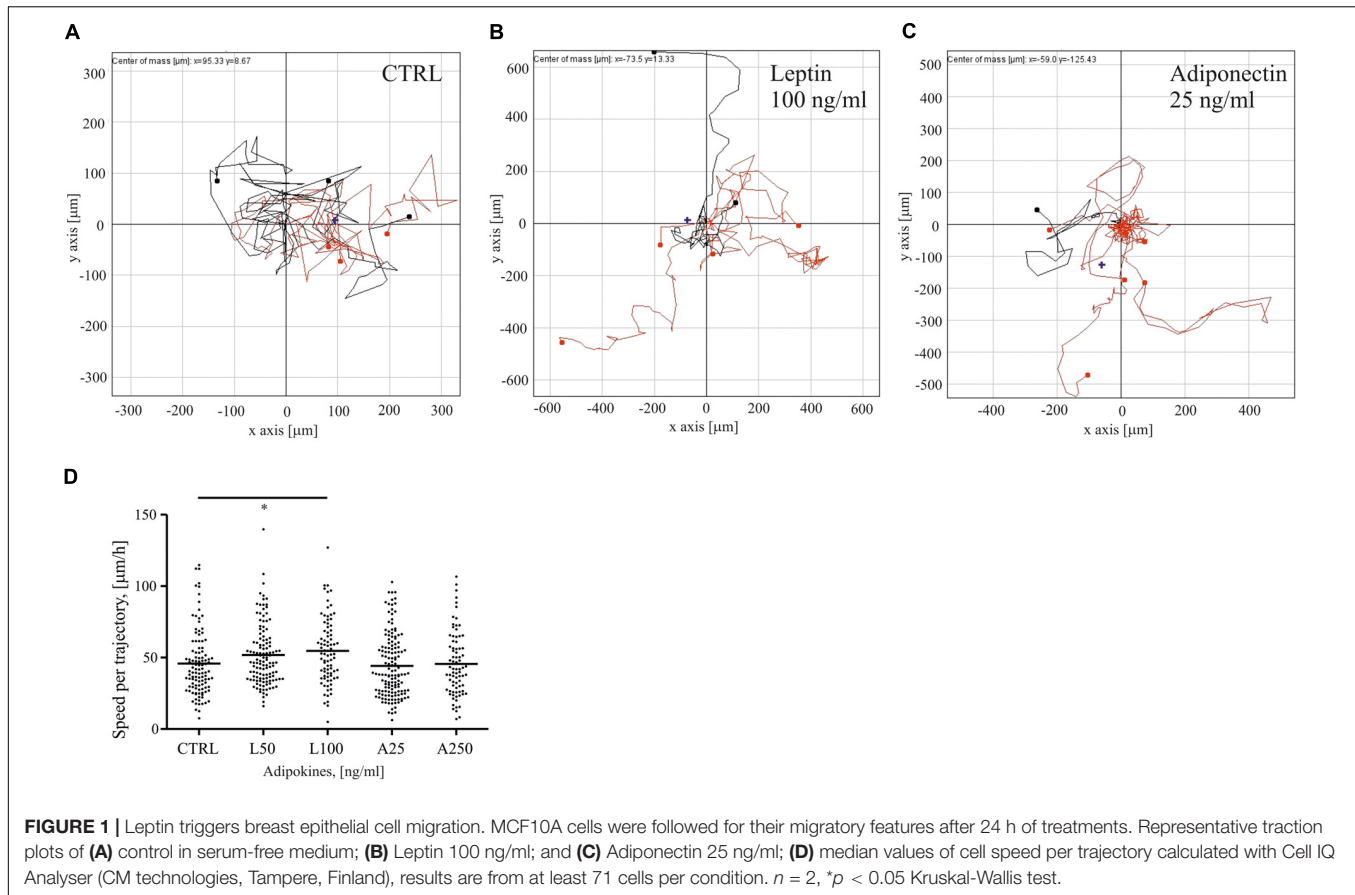 A
Center of mass [µm]: x=95.33 y=8.67
CTRL
300
200
100
0
-100
-200
-300
y axis [µm]
-300 -200 -100 0 100 200 300
x axis [µm]
B
Center of mass [µm]: x=-73.5 y=13.33
Leptin
100 ng/ml
600
400
200
0
-200
-400
-600
y axis [µm]
-600 -400 -200 0 200 400 600
x axis [µm]
C
Center of mass [µm]: x=-59.0 y=-125.43
Adiponectin
25 ng/ml
500
400
300
200
100
0
-100
-200
-300
-400
-500
y axis [µm]
-400 -200 0 200 400
x axis [µm]
D
*
150
100
50
0
Speed per trajectory, [µm/h]
CTRL L50 L100 A25 A250
Adipokines, [ng/ml]
FIGURE 1 | Leptin triggers breast epithelial cell migration. MCF10A cells were followed for their migratory features after 24 h of treatments. Representative traction
plots of (A) control in serum-free medium; (B) Leptin 100 ng/ml; and (C) Adiponectin 25 ng/ml; (D) median values of cell speed per trajectory calculated with Cell IQ
Analyser (CM technologies, Tampere, Finland), results are from at least 71 cells per condition. n = 2, *p < 0.05 Kruskal-Wallis test.